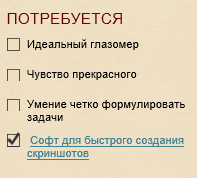 ПОТРЕБУЕТСЯ
Идеальный глазомер
Чувство прекрасного
Умение четко формулировать
задачи
Софт для быстрого создания
скриншотов